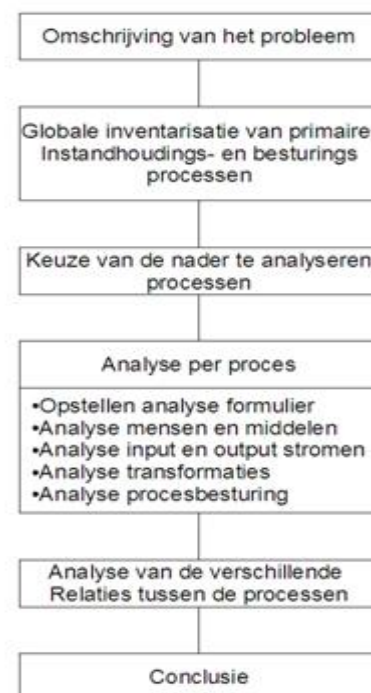 Omschrijving van het probleem
Globale inventarisatie van primaire
Instandhoudings- en besturings
processen
Keuze van de nader te analyseren
processen
Analyse per proces
•Opstellen analyse formulier
•Analyse mensen en middelen
•Analyse input en output stromen
•Analyse transformaties
•Analyse procesbesturing
Analyse van de verschillende
Relaties tussen de processen
Conclusie